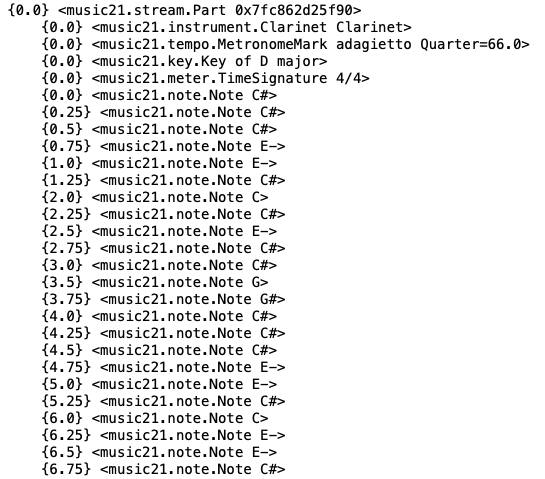 {0.0} <music21.stream.Part 0x7fc862d25f90>
    {0.0} <music21.instrument.Clarinet Clarinet>
    {0.0} <music21.tempo.MetronomeMark adagietto Quarter=66.0>
    {0.0} <music21.key.Key of D major>
    {0.0} <music21.meter.TimeSignature 4/4>
    {0.0} <music21.note.Note C#>
    {0.25} <music21.note.Note C#>
    {0.5} <music21.note.Note C#>
    {0.75} <music21.note.Note E->
    {1.0} <music21.note.Note E->
    {1.25} <music21.note.Note C#>
    {2.0} <music21.note.Note C>
    {2.25} <music21.note.Note C#>
    {2.5} <music21.note.Note E->
    {2.75} <music21.note.Note C#>
    {3.0} <music21.note.Note C#>
    {3.5} <music21.note.Note G>
    {3.75} <music21.note.Note G#>
    {4.0} <music21.note.Note C#>
    {4.25} <music21.note.Note C#>
    {4.5} <music21.note.Note C#>
    {4.75} <music21.note.Note E->
    {5.0} <music21.note.Note E->
    {5.25} <music21.note.Note C#>
    {6.0} <music21.note.Note C>
    {6.25} <music21.note.Note E->
    {6.5} <music21.note.Note E->
    {6.75} <music21.note.Note C#>